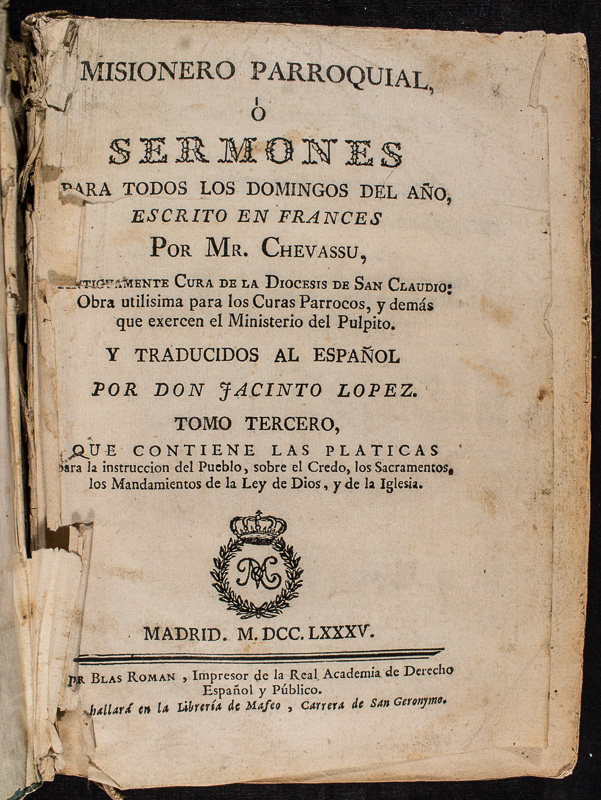 MISIONERO PARROQUIAL,
Ó
SERMONES
PARA TODOS LOS DOMINGOS DEL AÑO,
ESCRITO EN FRANCES
POR MR. CHEVASSU,
CURA DE LA DIOCESIS DE SAN CLAUDIO:
Obra utilisima para los Curas Parrocos, y demás
que exercen el Ministerio del Pulpito.
Y TRADUCIDOS AL ESPAÑOL
POR DON JACINTO LOPEZ.
TOMO TERCERO,
QUE CONTIENE LAS PLATICAS
para la instruccion del Pueblo, sobre el Credo, los Sacramentos,
los Mandamientos de la Ley de Dios, y de la Iglesia.
MADRID. M. DCC. LXXXV.
BLAS ROMAN, Impresor de la Real Academia de Derecho
Español y Público.
hallará en la Librería de Mafeo, Carrera de San Geronymo.